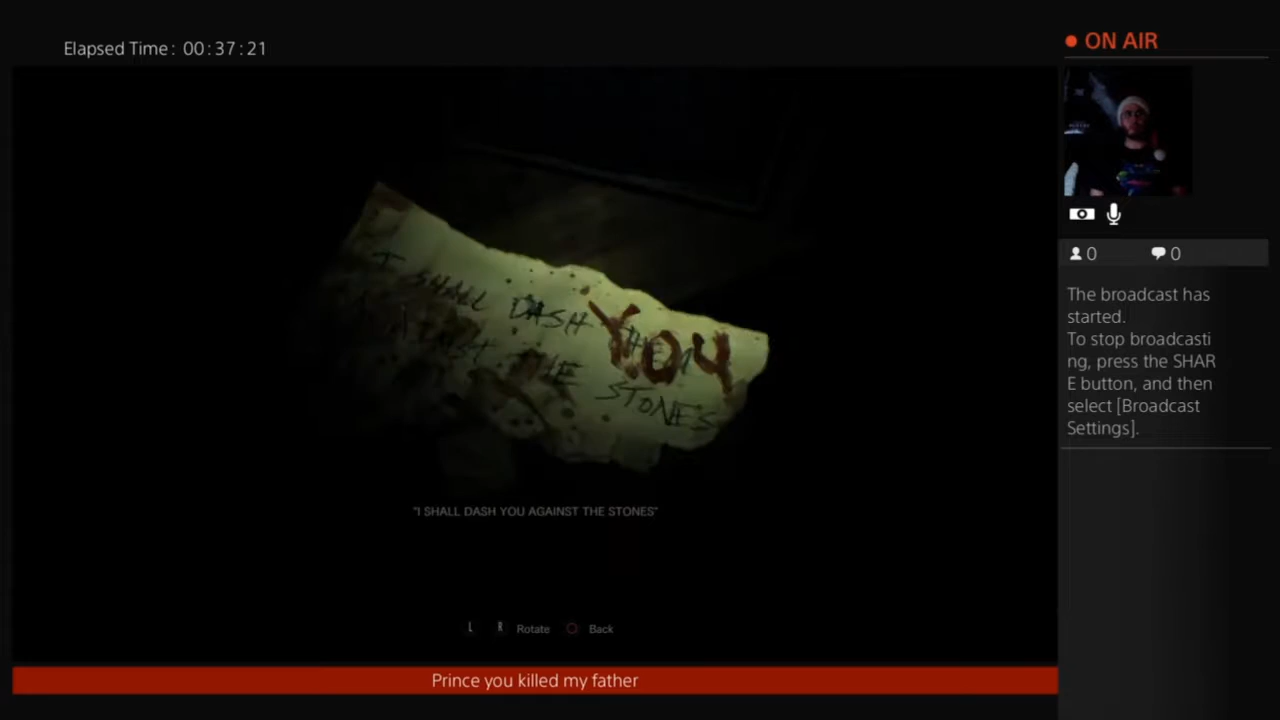 Elapsed Time: 00:37:21
ON AIR
0
0
The broadcast has
started.
To stop broadcasti
ng, press the SHAR
E button, and then
select [Broadcast
Settings].
I SHALL DASH YOU
THE STONES
"I SHALL DASH YOU AGAINST THE STONES"
L R Rotate Back
Prince you killed my father